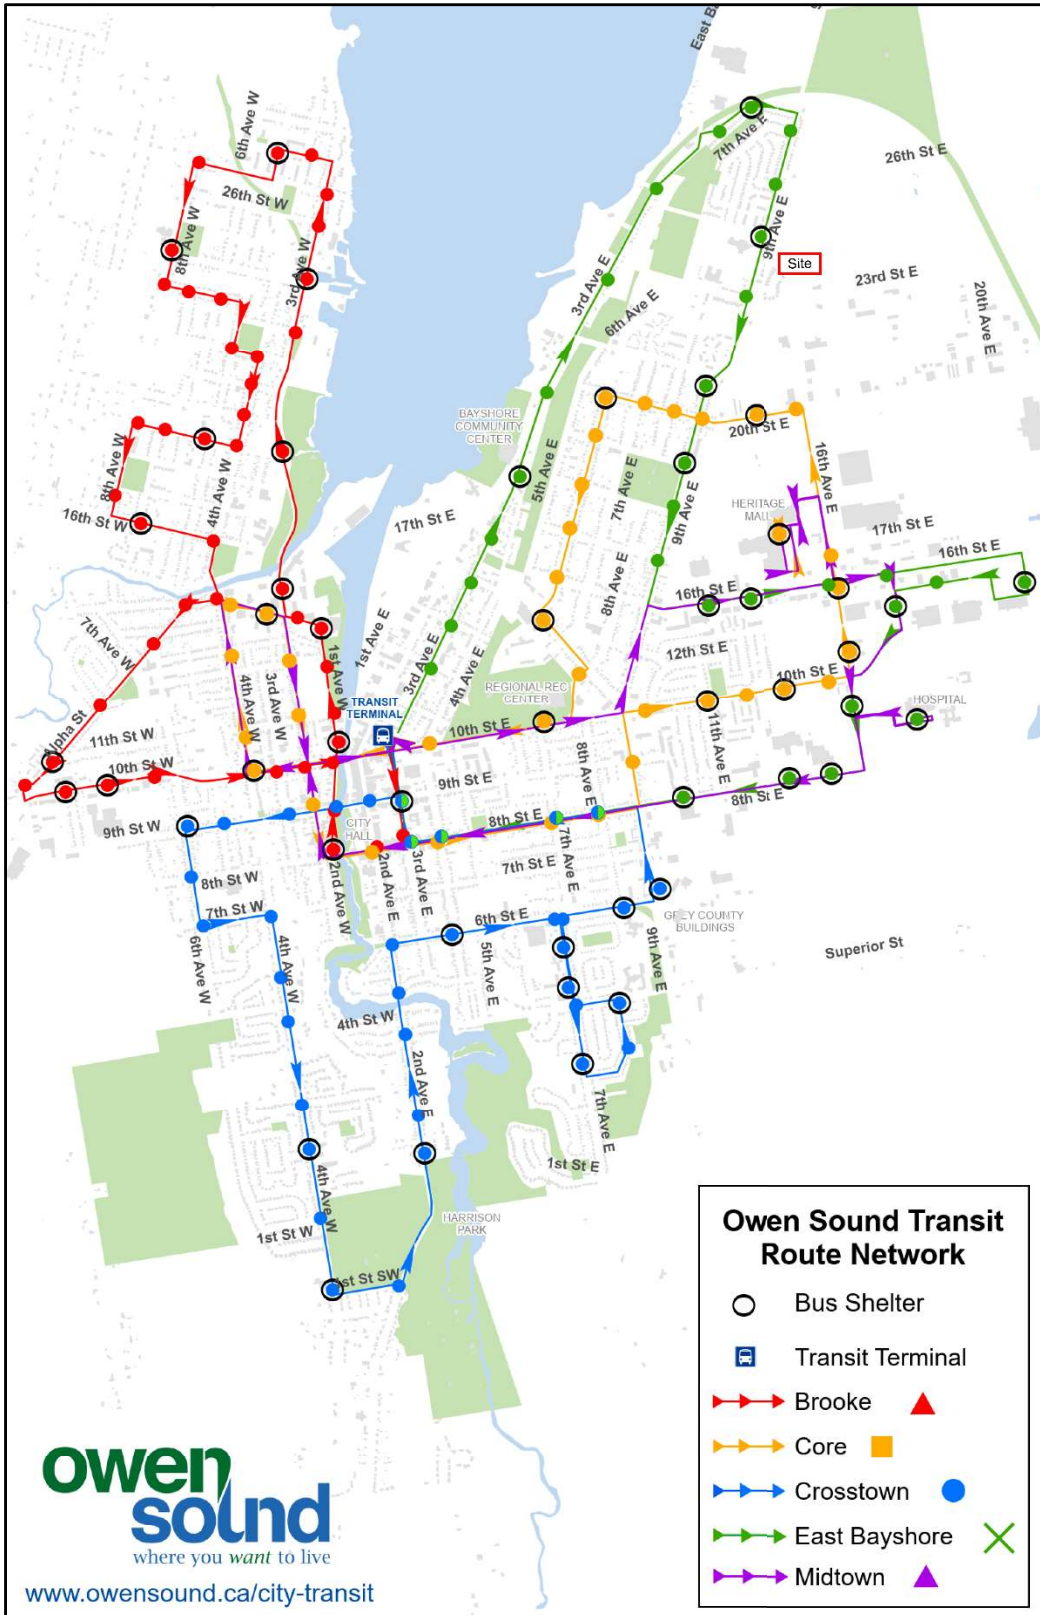 East Ba
6th Ave W
7th Ave E
26th St E
26th St W
8th Ave W
9th Ave E
Site
3rd Ave W
3rd Ave E
23rd St E
20th Ave E
6th Ave E
BAYSHORE
COMMUNITY
CENTER
20th St E
8th Ave W
4th Ave W
5th Ave E
7th Ave E
9th Ave E
16th Ave E
HERITAGE
MALL
16th St W
17th St E
17th St E
16th St E
8th Ave E
16th St E
7th Ave W
1st Ave E
3rd Ave E
4th Ave E
12th St E
1st Ave W
3rd Ave W
4th Ave W
REGIONAL REC
CENTER
10th St E
TRANSIT
TERMINAL
HOSPITAL
Alpha St
11th St W
10th St W
10th St E
11th Ave E
8th Ave E
9th St E
8th St E
9th St W
CITY
HALL
8th St E
7th Ave E
7th St E
2nd Ave W
2nd Ave E
3rd Ave E
8th St W
7th St W
6th St E
GREY COUNTY
BUILDINGS
6th Ave W
4th Ave W
5th Ave E
9th Ave E
Superior St
4th St W
2nd Ave E
7th Ave E
1st St E
4th Ave W
1st St W
HARRISON
PARK
1st St SW
Owen Sound Transit
Route Network
Bus Shelter
Transit Terminal
Brooke
Core
Crosstown
East Bayshore
Midtown
owen
sound
where you want to live
www.owensound.ca/city-transit